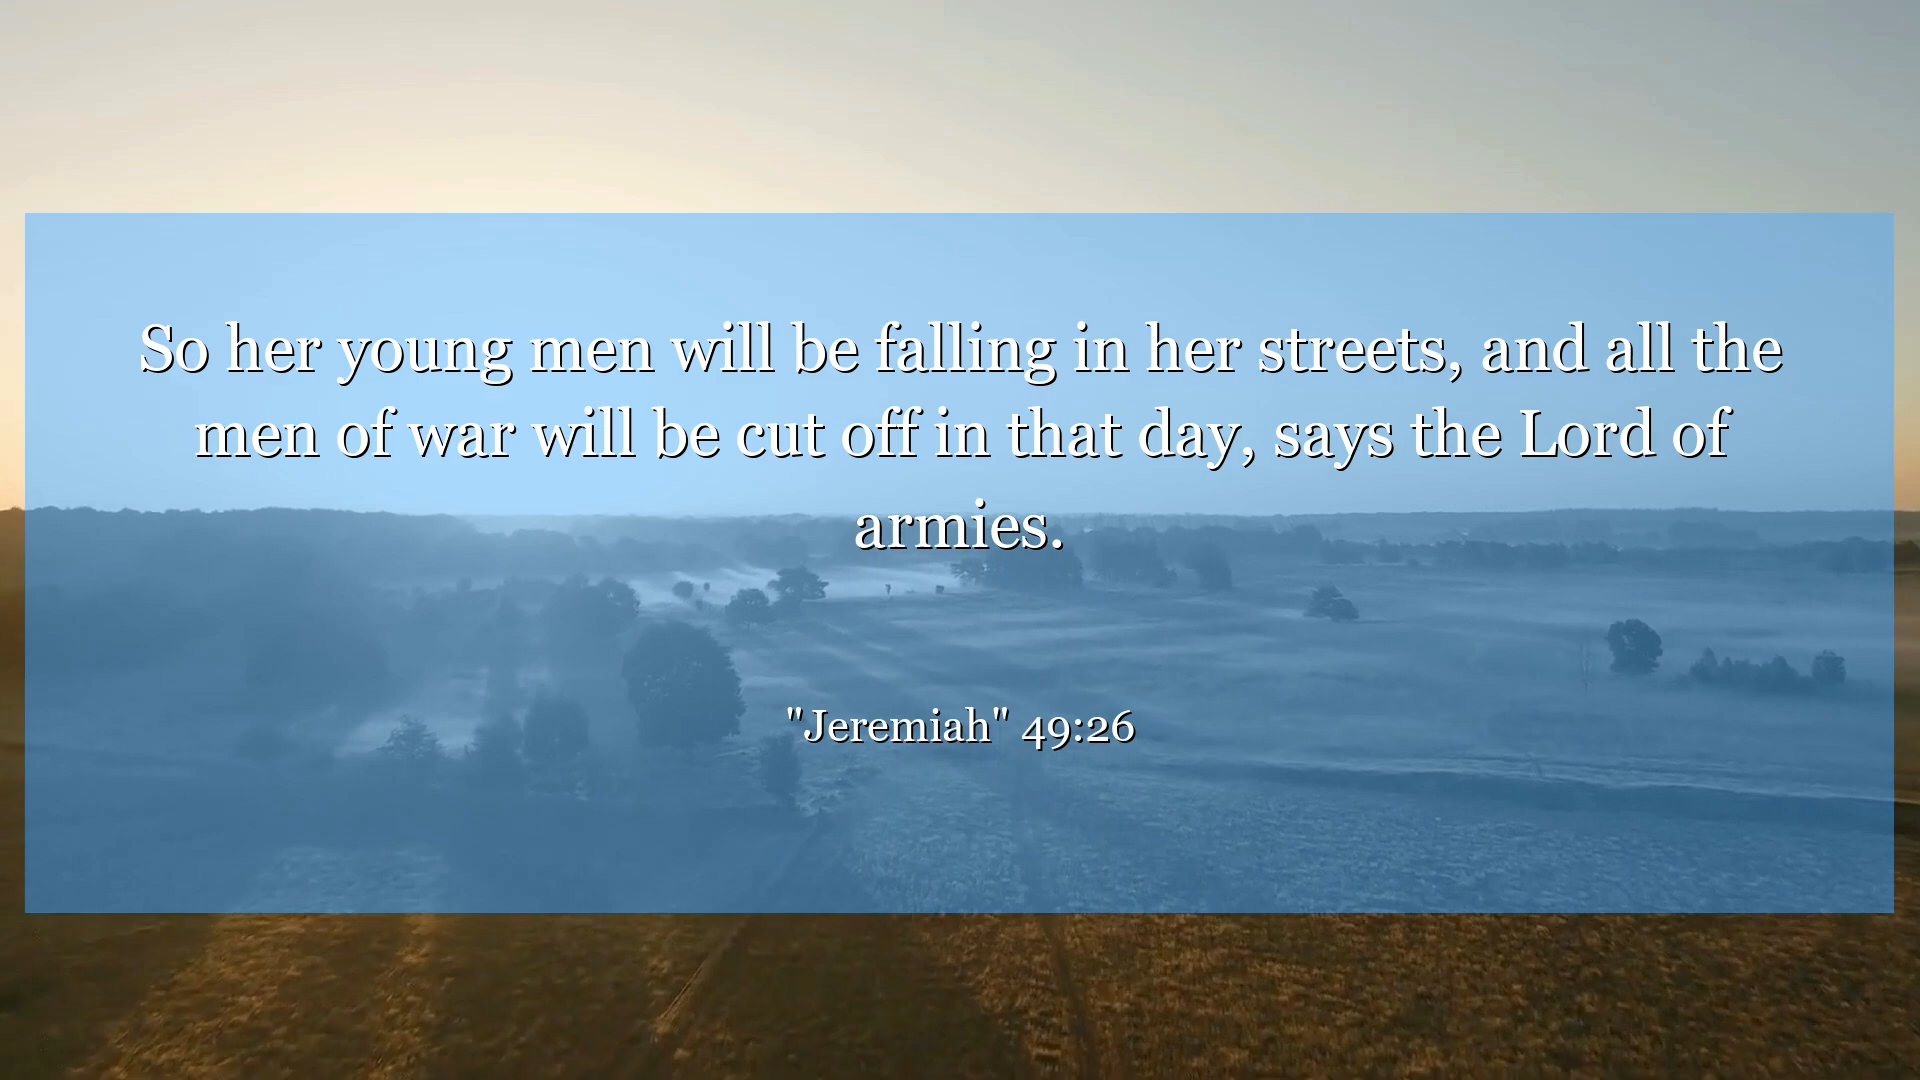 So her young men will be falling in her streets, and all the
men of war will be cut off in that day, says the Lord of
armies.
"Jeremiah" 49:26